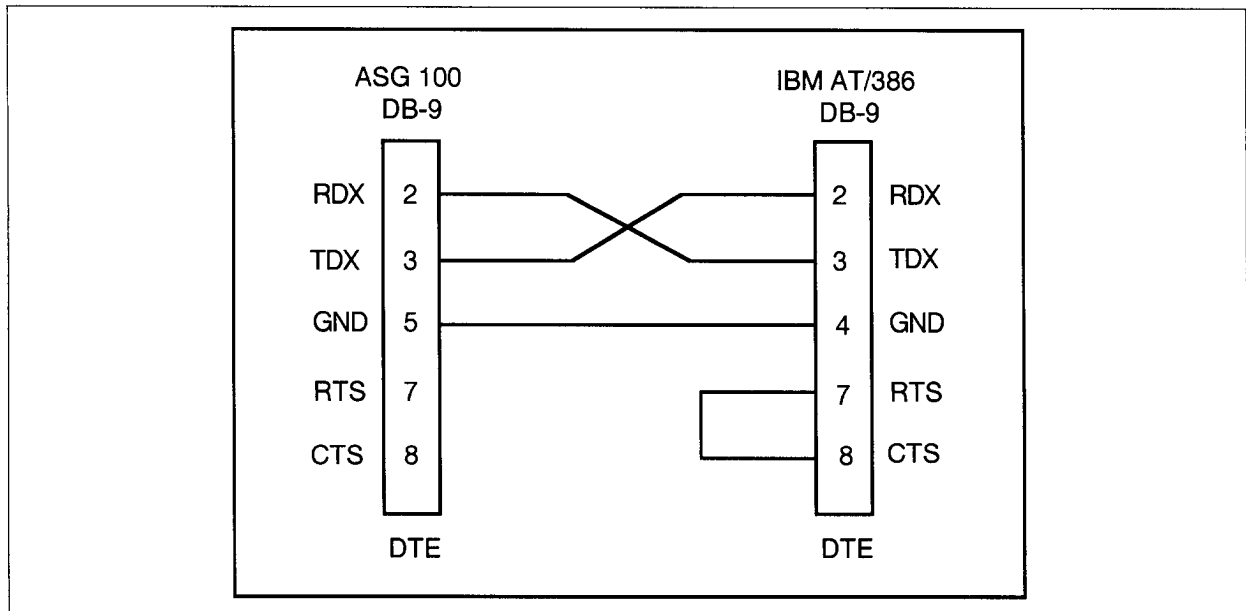 ASG 100 IBM AT/386
DB-9 DB-9
RDX 2 2 RDX
TDX 3 3 TDX
GND 5 4 GND
RTS 7 7 RTS
CTS 8 8 CTS
DTE DTE